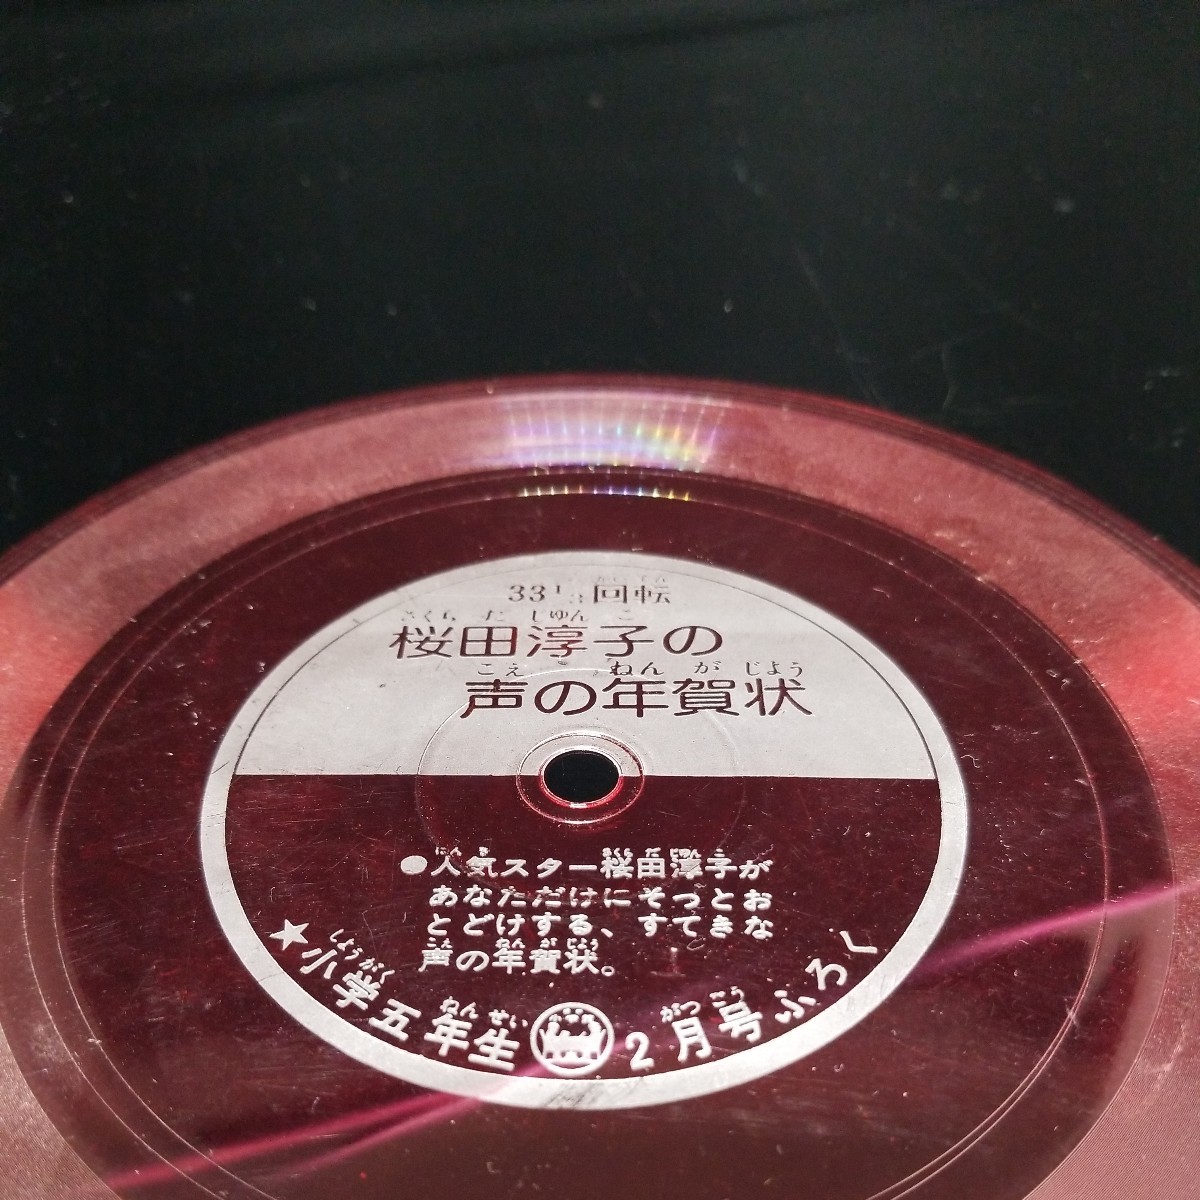 33 1/3 回転
桜田淳子の
声の年賀状
●人気スター桜田淳子が
あなただけにそっとお
とどけする、すてきな
声の年賀状。
★小学五年生 2月号ふろく